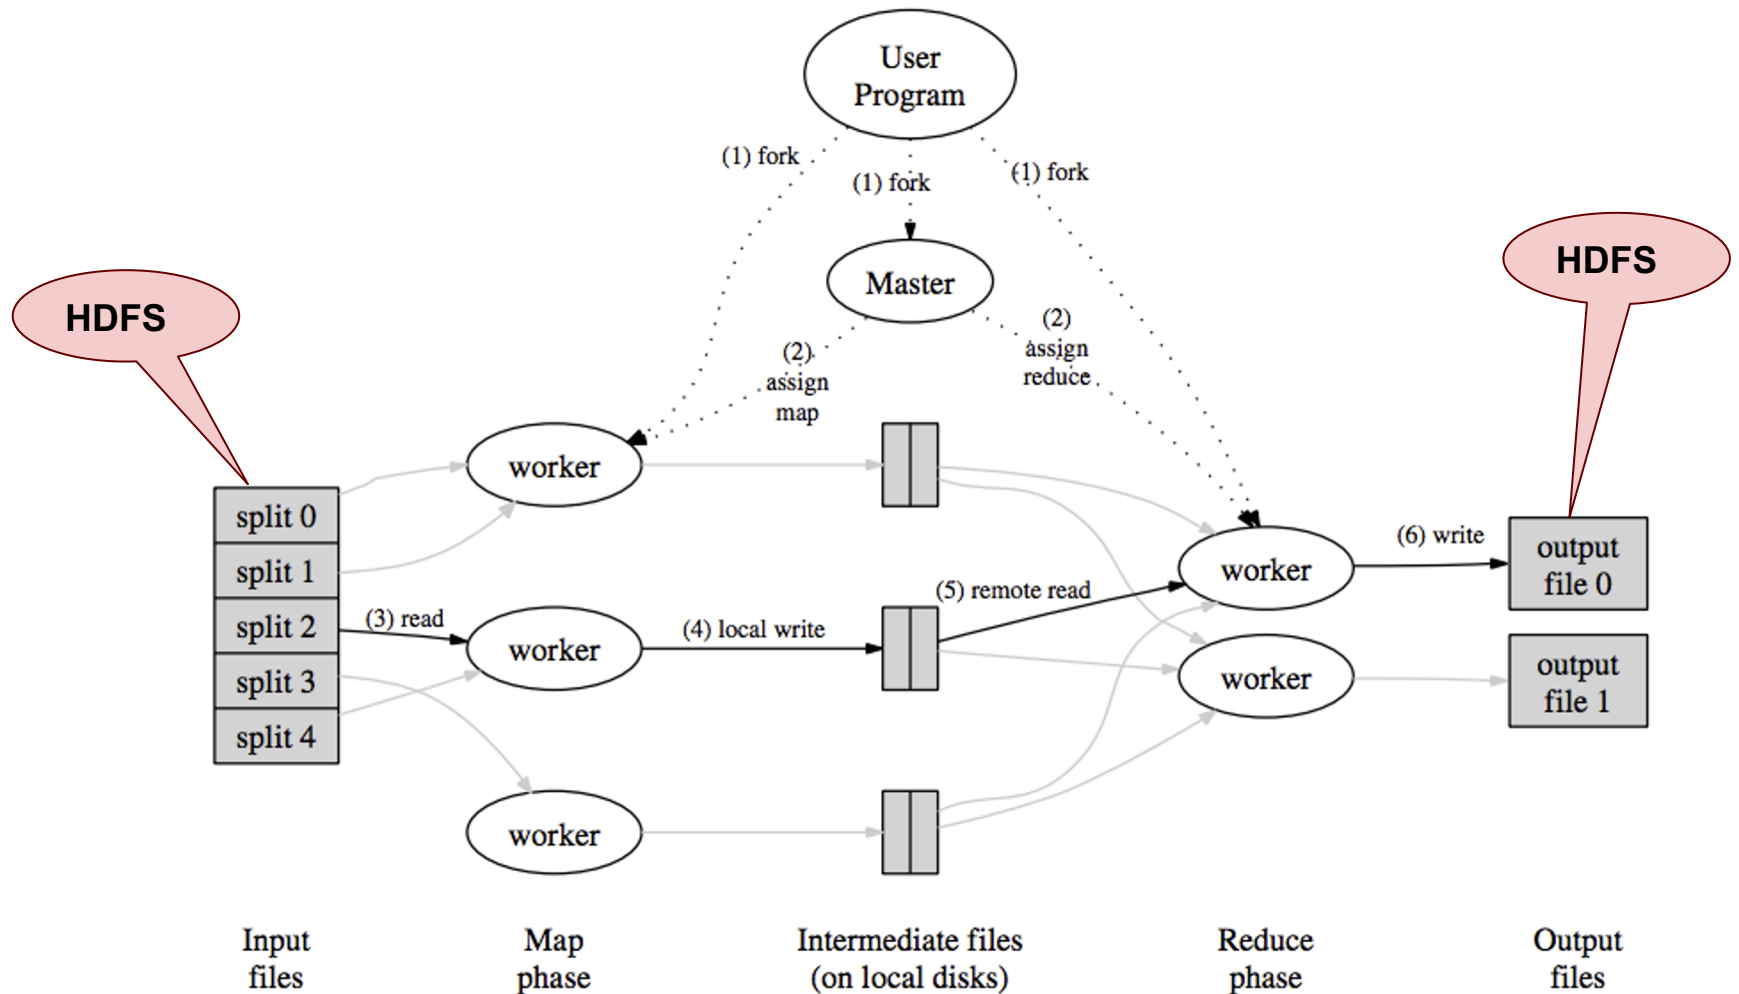 User
Program
(1) fork
(1) fork
(1) fork
HDFS
HDFS
Master
(2)
assign
map
(2)
assign
reduce
split 0
split 1
split 2
split 3
split 4
(3) read
worker
worker
worker
(4) local write
(5) remote read
worker
worker
(6) write
output
file 0
output
file 1
Input
files
Map
phase
Intermediate files
(on local disks)
Reduce
phase
Output
files